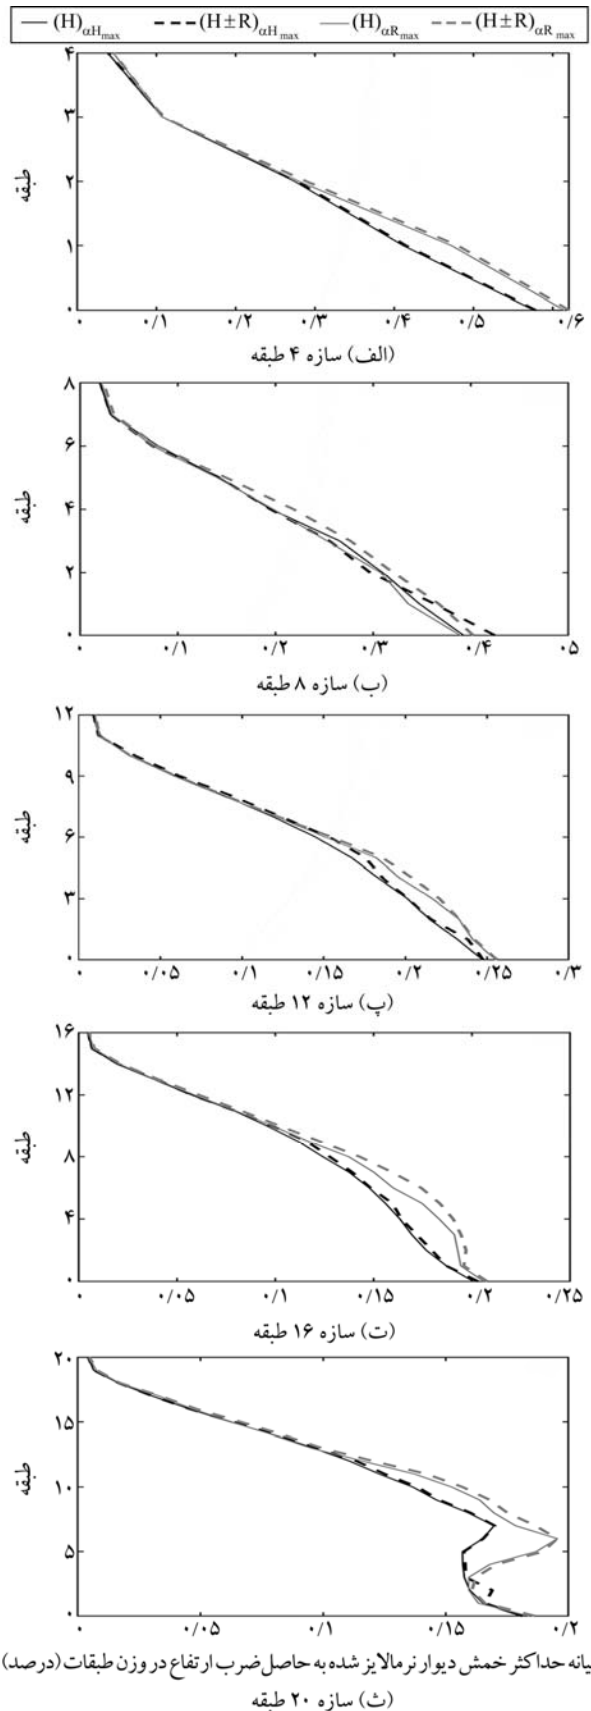 (H)αHmax (H±R)αHmax (H)αRmax (H±R)αRmax
۴
۳
۲
۱
۰
طبقه
۰ ۰/۱ ۰/۲ ۰/۳ ۰/۴ ۰/۵ ۰/۶
(الف) سازه ۴ طبقه
۸
۶
۴
۲
۰
طبقه
۰ ۰/۱ ۰/۲ ۰/۳ ۰/۴ ۰۵
(ب) سازه ۸ طبقه
۱۲
۹
۶
۳
۰
طبقه
۰ ۰/۰۵ ۰/۱ ۰/۱۵ ۰/۲ ۰/۲۵ ۰/۳
(پ) سازه ۱۲ طبقه
۱۶
۱۲
۸
۴
۰
طبقه
۰ ۰/۰۵ ۰/۱ ۰/۱۵ ۰/۲ ۰/۲۵
(ت) سازه ۱۶ طبقه
۲۰
۱۵
۱۰
۵
۰
طبقه
۰ ۰/۰۵ ۰/۱ ۰/۱۵ ۰/۲
یانه حداکثر خمش دیوار نرمالایز شده به حاصل‌ضرب ارتفاع در وزن طبقات (درصد)
(ث) سازه ۲۰ طبقه